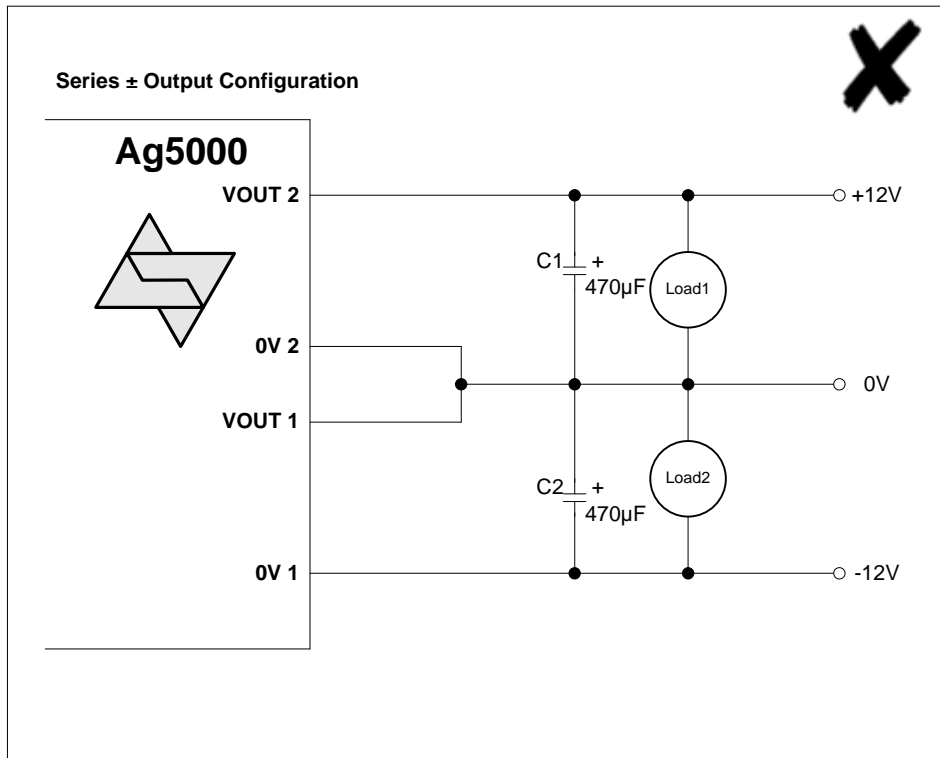 Series ± Output Configuration
Ag5000
VOUT 2
+12V
C1
+
470µF
Load1
0V 2
0V
VOUT 1
C2
+
470µF
Load2
0V 1
-12V